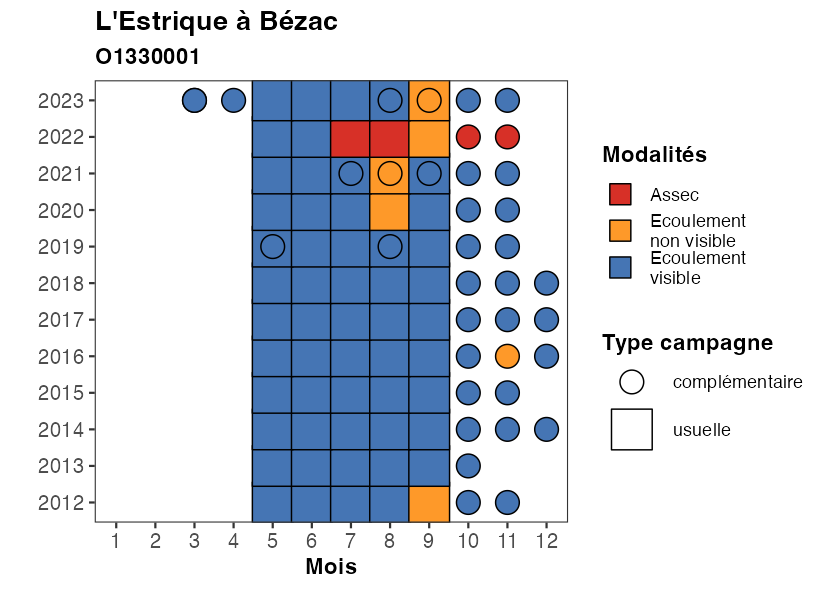 L'Estrique à Bézac
O1330001
2023
2022
2021
2020
2019
2018
2017
2016
2015
2014
2013
2012
1 2 3 4 5 6 7 8 9 10 11 12
Mois
Modalités
Assec
Ecoulement
non visible
Ecoulement
visible
Type campagne
complémentaire
usuelle